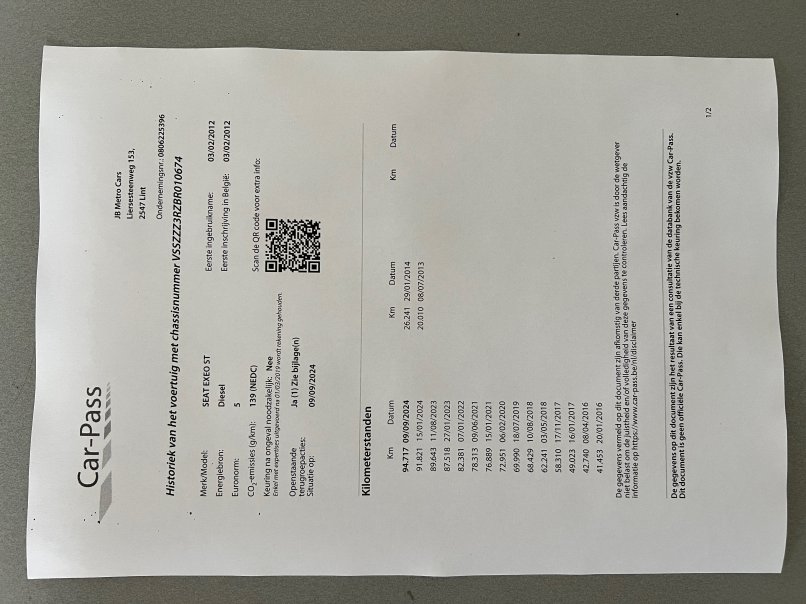 Car-Pass
JB Metro Cars
Liersesteenweg 153,
2547 Lint
Ondernemingsnr.: 0806225396
Historiek van het voertuig met chassisnummer VSSZZZ3RZBR010674
Merk/Model: SEAT EXEO ST
Energiebron: Diesel
Euronorm: 5
CO2-emissies (g/km): 139 (NEDC)
Keuring na ongeval noodzakelijk: Nee
Enkel met expertises uitgevoerd na 01/03/2019 wordt rekening gehouden.
Openstaande terugroepacties: Ja (1) Zie bijlage(n)
Situatie op: 09/09/2024
Eerste ingebruikname: 03/02/2012
Eerste inschrijving in België: 03/02/2012
Scan de QR code voor extra info:
Kilometerstanden
Km Datum Km Datum Km Datum
94.717 09/09/2024 26.241 29/01/2014
91.821 15/01/2024 20.010 08/07/2013
89.643 11/08/2023
87.518 27/01/2023
82.381 07/01/2022
78.313 09/06/2021
76.889 15/01/2021
72.951 06/02/2020
69.990 18/07/2019
68.429 10/08/2018
62.241 03/05/2018
58.310 17/11/2017
49.023 16/01/2017
42.740 08/04/2016
41.453 20/01/2016
De gegevens vermeld op dit document zijn afkomstig van derde partijen. Car-Pass vzw is door de wetgever
niet belast om de juistheid en/of volledigheid van deze gegevens te controleren. Lees aandachtig de
informatie op https://www.car-pass.be/nl/disclaimer
De gegevens op dit document zijn het resultaat van een consultatie van de databank van de vzw Car-Pass.
Dit document is geen officiële Car-Pass. Die kan enkel bij de technische keuring bekomen worden.
1/2